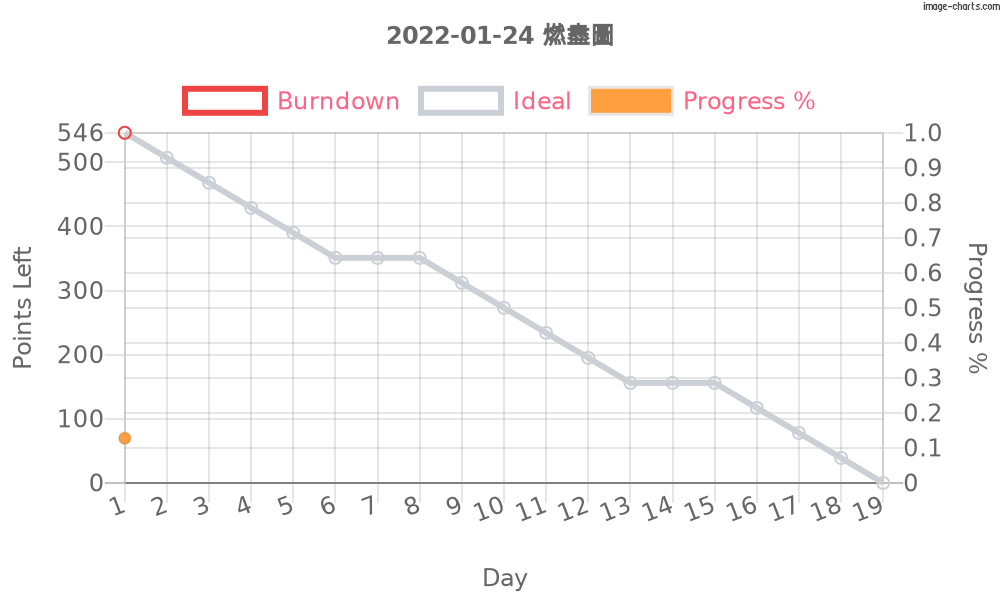 image-charts.com
2022-01-24 燃盡圖
Burndown Ideal Progress %
546 1.0
500 0.9
400 0.8
300 0.7
200 0.6
100 0.5
0 0.4
0.3
0.2
0.1
0
Points Left
Progress %
1 2 3 4 5 6 7 8 9 10 11 12 13 14 15 16 17 18 19
Day